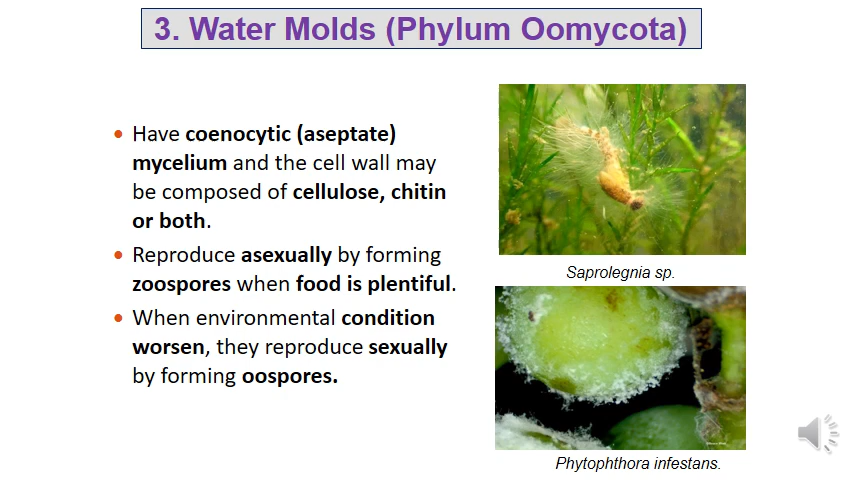 3. Water Molds (Phylum Oomycota)
Have coenocytic (aseptate)
mycelium and the cell wall may
be composed of cellulose, chitin
or both.
Reproduce asexually by forming
zoospores when food is plentiful.
When environmental condition
worsen, they reproduce sexually
by forming oospores.
Saprolegnia sp.
Phytophthora infestans.